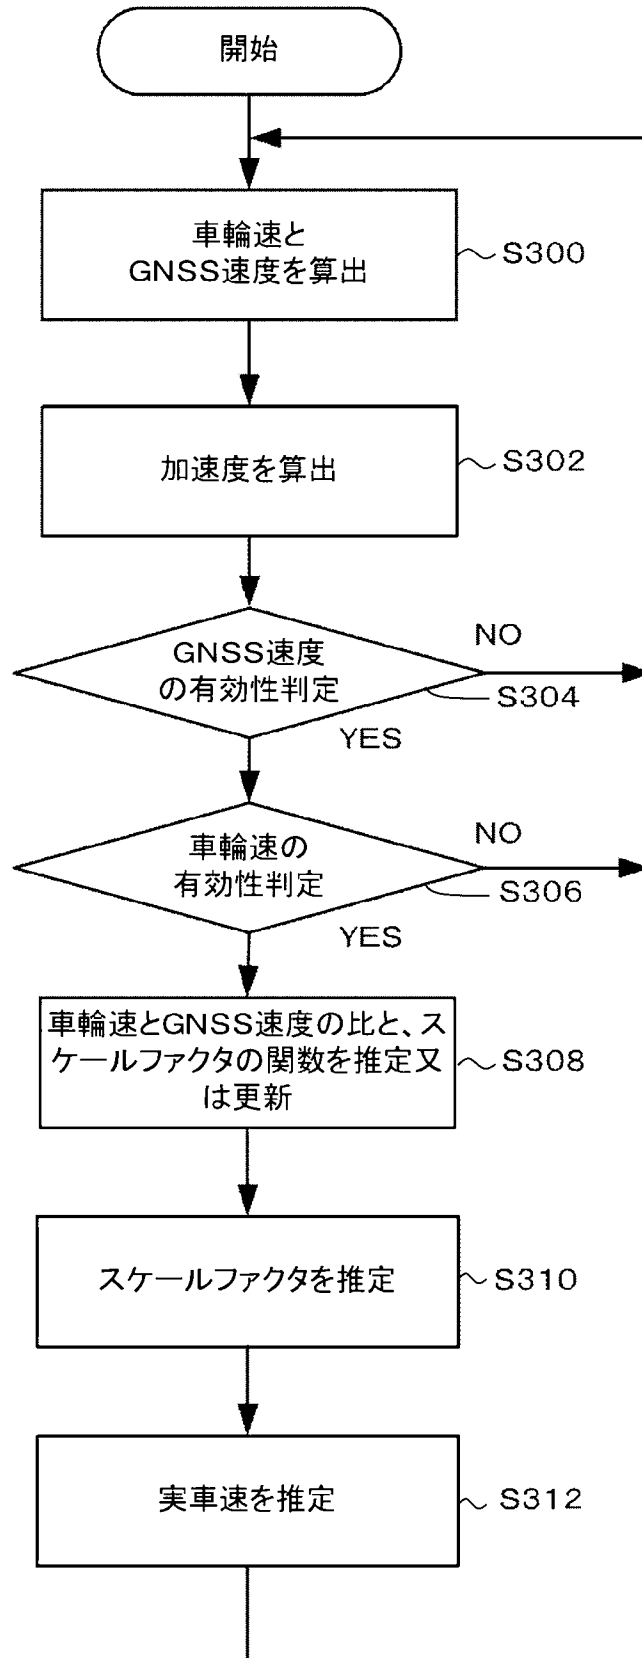 開始
車輪速と
GNSS速度を算出
S300
加速度を算出
S302
GNSS速度
の有効性判定
NO
S304
YES
車輪速の
有効性判定
NO
S306
YES
車輪速とGNSS速度の比と、ス
ケールファクタの関数を推定又
は更新
S308
スケールファクタを推定
S310
実車速を推定
S312